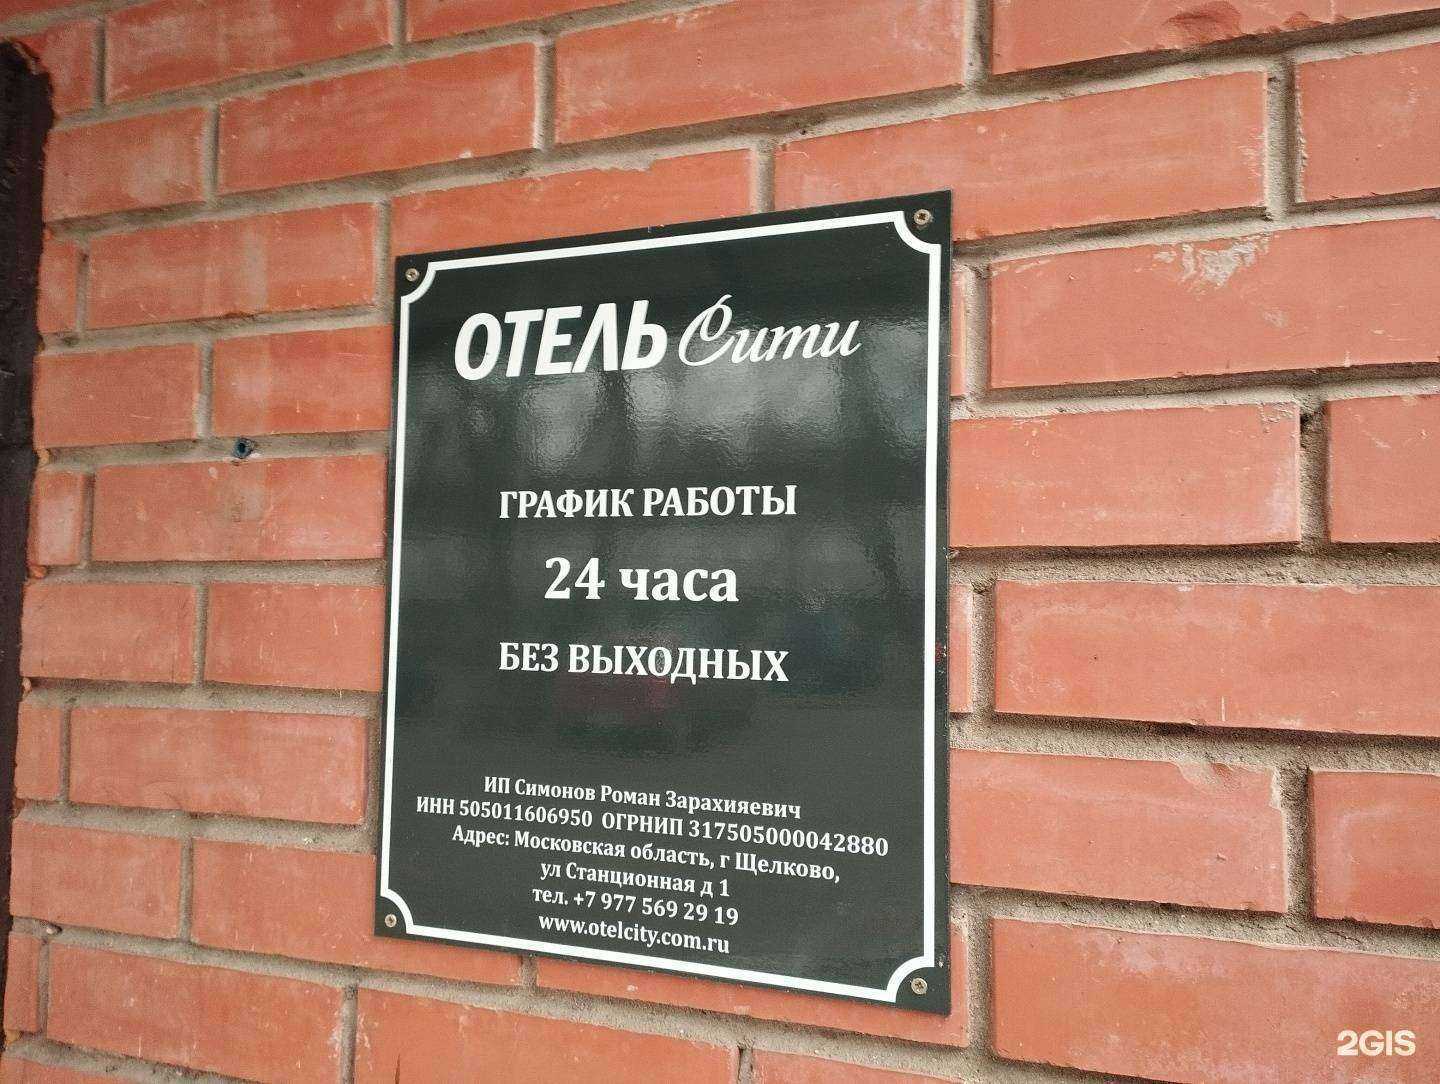 ОТЕЛЬ Сити
ГРАФИК РАБОТЫ
24 часа
БЕЗ ВЫХОДНЫХ
ИП Симонов Роман Зарахияевич
ИНН 505011606950 ОГРНИП 317505000042880
Адрес: Московская область, г Щелково,
ул Станционная д 1
тел. +7 977 569 29 19
www.otelcity.com.ru
2GIS